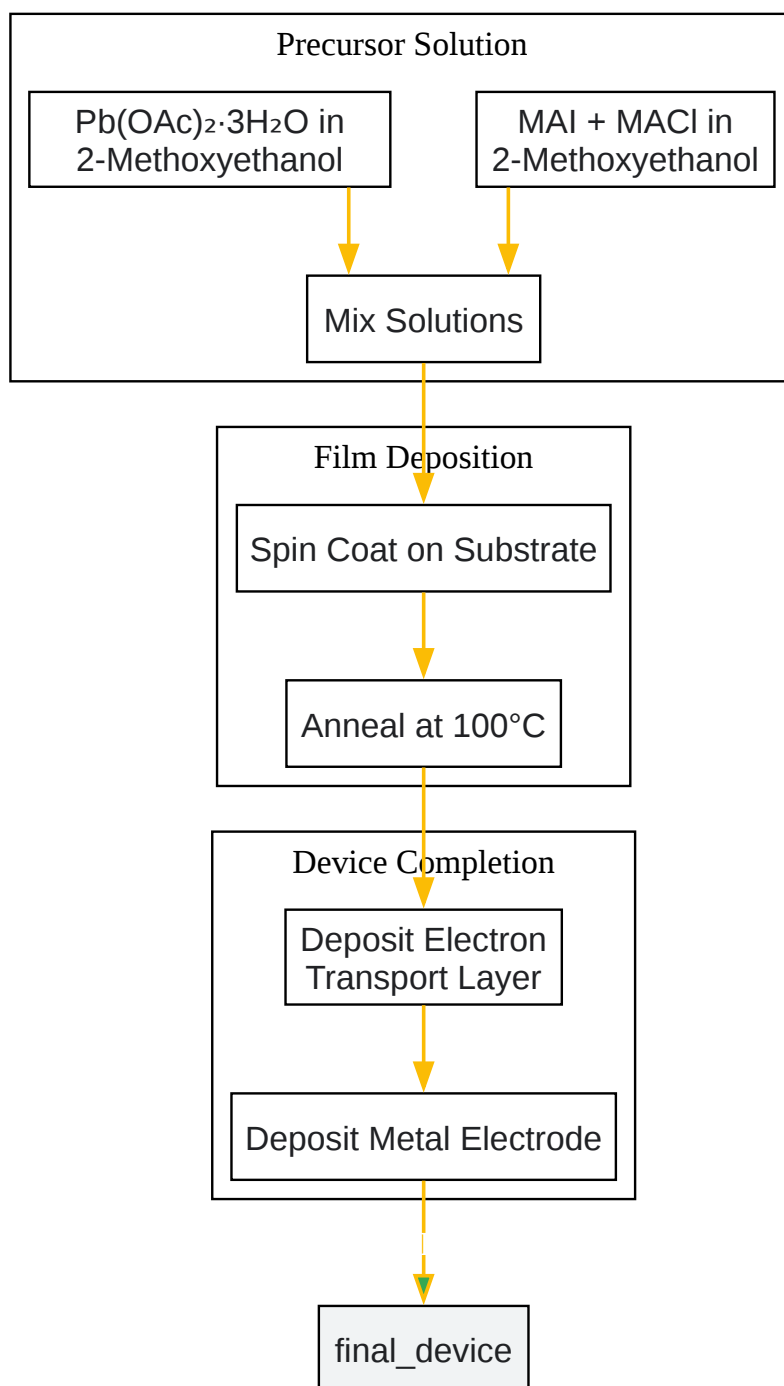 Precursor Solution
Pb(OAc)₂·3H₂O in
2-Methoxyethanol
MAI + MACl in
2-Methoxyethanol
Mix Solutions
Film Deposition
Spin Coat on Substrate
Anneal at 100°C
Device Completion
Deposit Electron
Transport Layer
Deposit Metal Electrode
final_device